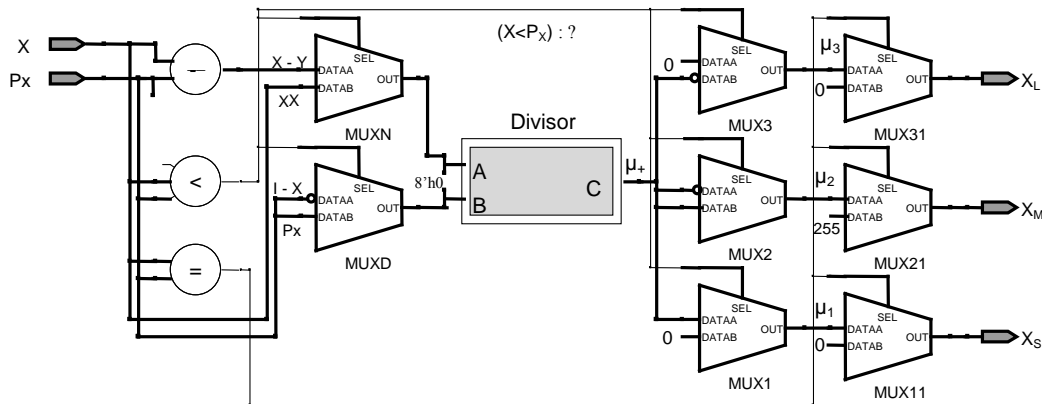 X
Px
X - Y
XX
SEL
DATAA
DATAB
OUT
MUXN
<
=
I - X
Px
SEL
DATAA
DATAB
OUT
MUXD
8'h0
Divisor
A
B
C
µ+
(X<PX) : ?
0
SEL
DATAA
DATAB
OUT
MUX3
SEL
DATAA
DATAB
OUT
MUX2
0
SEL
DATAA
DATAB
OUT
MUX1
µ3
0
SEL
DATAA
DATAB
OUT
MUX31
XL
µ2
255
SEL
DATAA
DATAB
OUT
MUX21
XM
µ1
0
SEL
DATAA
DATAB
OUT
MUX11
XS